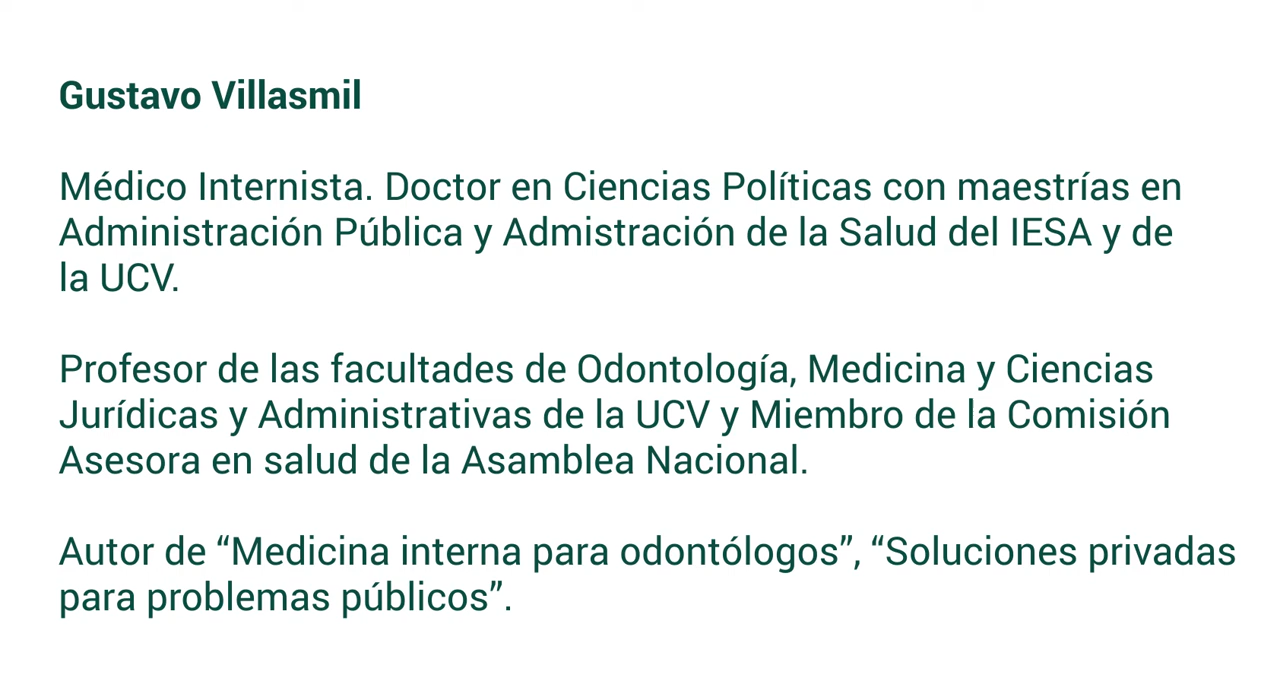 Gustavo Villasmil
Médico Internista. Doctor en Ciencias Políticas con maestrías en
Administración Pública y Admistración de la Salud del IESA y de
la UCV.
Profesor de las facultades de Odontología, Medicina y Ciencias
Jurídicas y Administrativas de la UCV y Miembro de la Comisión
Asesora en salud de la Asamblea Nacional.
Autor de “Medicina interna para odontólogos”, “Soluciones privadas
para problemas públicos”.